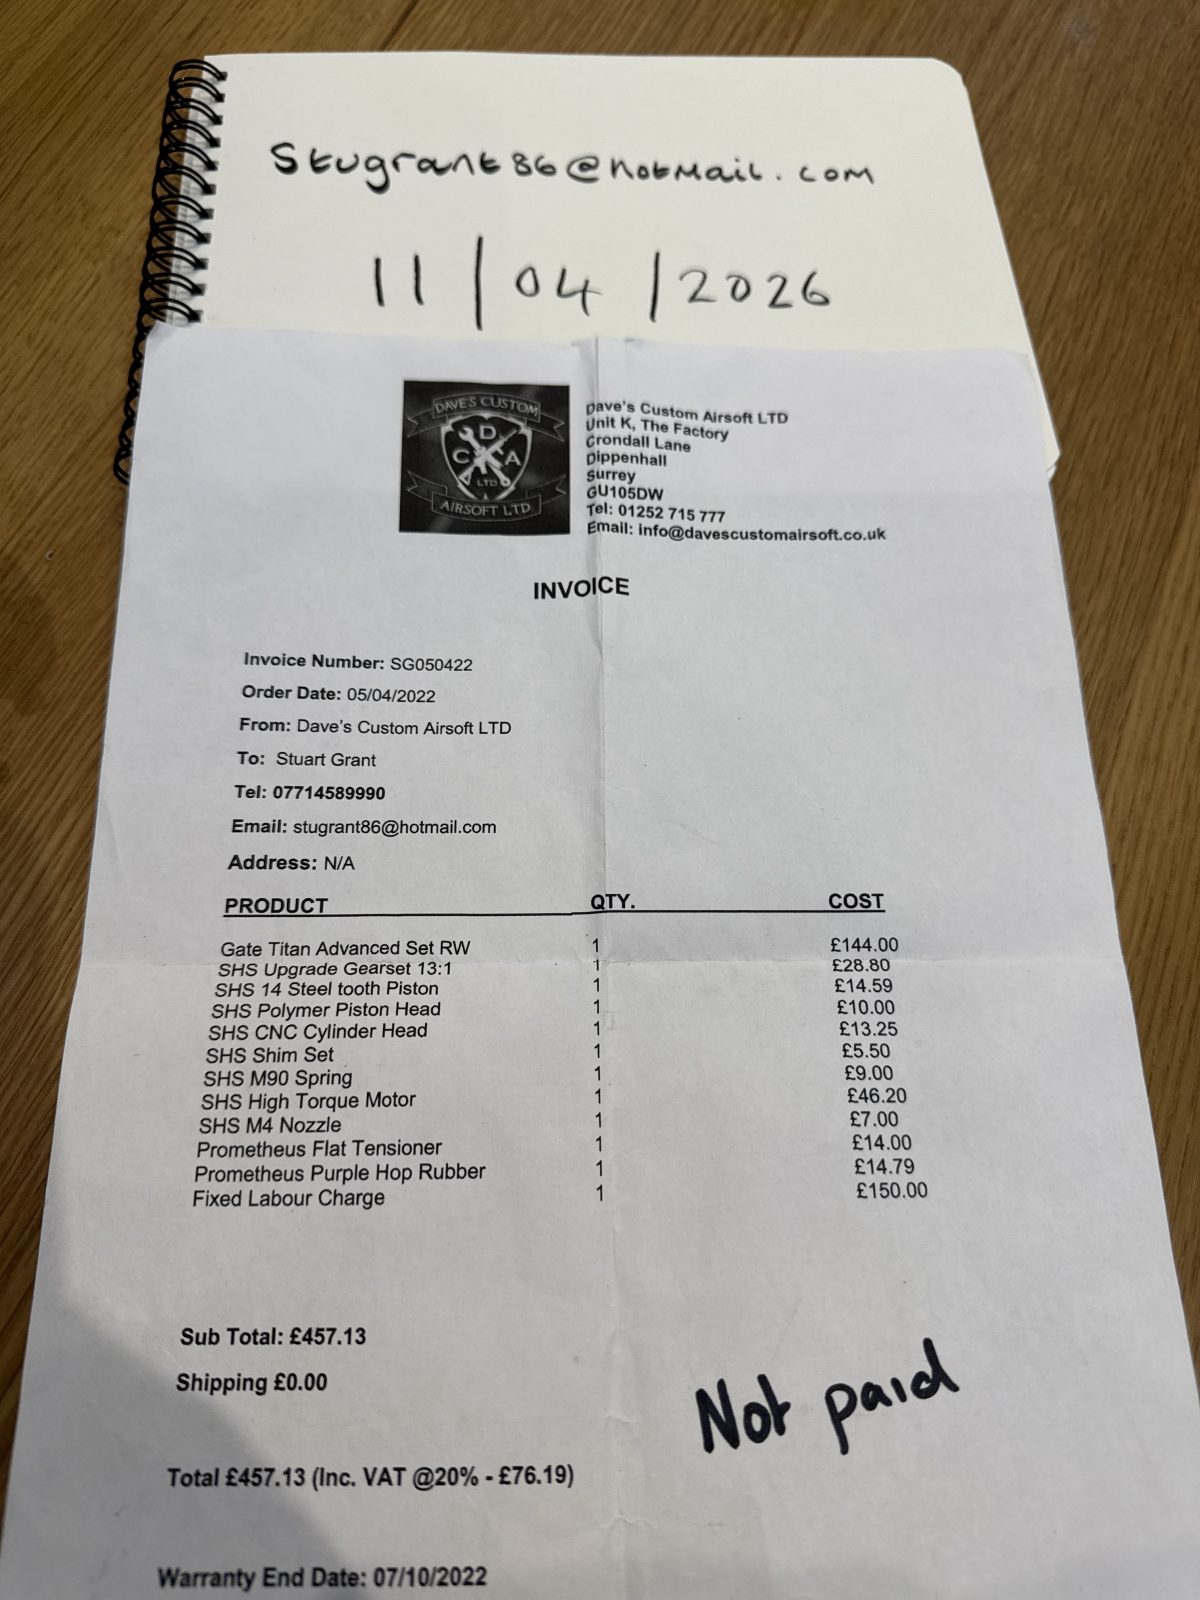 Stugrant86@hotmail.com
11/04/2026
DAVE'S CUSTOM
D
C A
LTD
AIRSOFT LTD
Dave's Custom Airsoft LTD
Unit K, The Factory
Crondall Lane
Dippenhall
Surrey
GU105DW
Tel: 01252 715 777
Email: info@davescustomairsoft.co.uk
INVOICE
Invoice Number: SG050422
Order Date: 05/04/2022
From: Dave's Custom Airsoft LTD
To: Stuart Grant
Tel: 07714589990
Email: stugrant86@hotmail.com
Address: N/A
PRODUCT QTY. COST
Gate Titan Advanced Set RW 1 £144.00
SHS Upgrade Gearset 13:1 1 £28.80
SHS 14 Steel tooth Piston 1 £14.59
SHS Polymer Piston Head 1 £10.00
SHS CNC Cylinder Head 1 £13.25
SHS Shim Set 1 £5.50
SHS M90 Spring 1 £9.00
SHS High Torque Motor 1 £46.20
SHS M4 Nozzle 1 £7.00
Prometheus Flat Tensioner 1 £14.00
Prometheus Purple Hop Rubber 1 £14.79
Fixed Labour Charge 1 £150.00
Sub Total: £457.13
Shipping £0.00
Not paid
Total £457.13 (Inc. VAT @20% - £76.19)
Warranty End Date: 07/10/2022